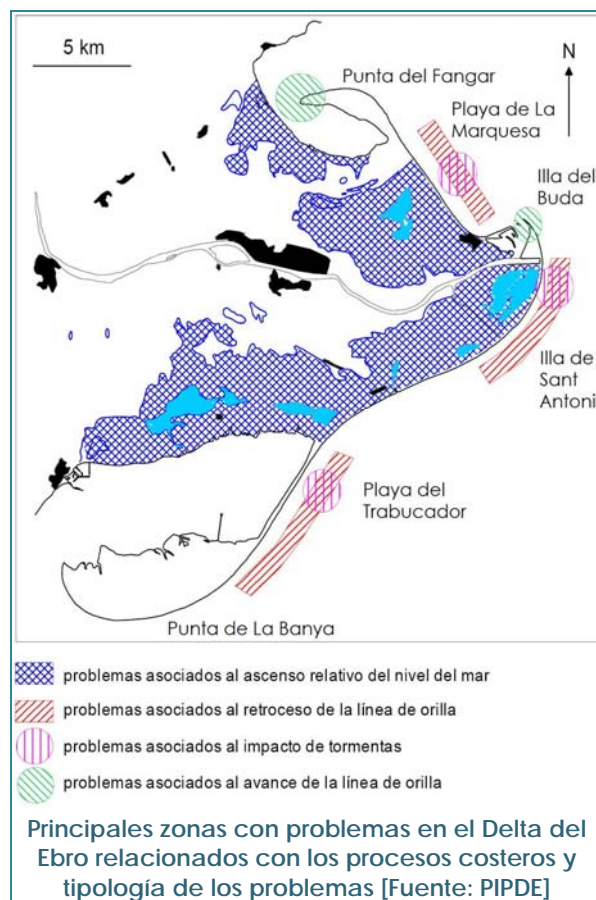 5 km
N
Punta del Fangar
Playa de La
Marquesa
Illa del
Buda
Illa de
Sant
Antoni
Playa del
Trabucador
Punta de La Banya
problemas asociados al ascenso relativo del nivel del mar
problemas asociados al retroceso de la línea de orilla
problemas asociados al impacto de tormentas
problemas asociados al avance de la línea de orilla
Principales zonas con problemas en el Delta del
Ebro relacionados con los procesos costeros y
tipología de los problemas [Fuente: PIPDE]